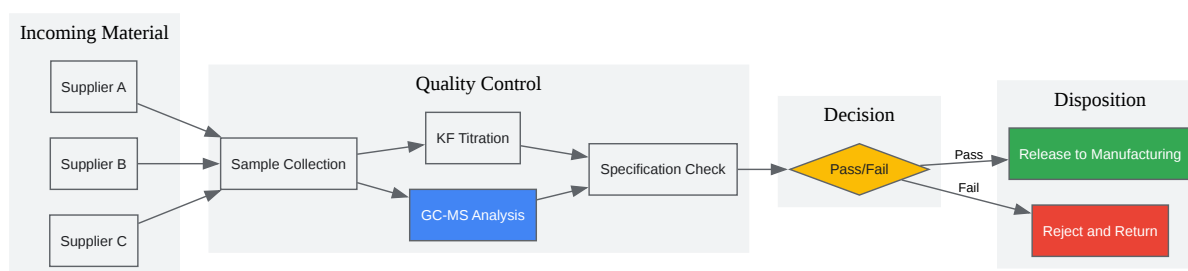 Incoming Material
Supplier A
Supplier B
Supplier C
Quality Control
Sample Collection
KF Titration
GC-MS Analysis
Specification Check
Decision
Pass/Fail
Pass
Fail
Disposition
Release to Manufacturing
Reject and Return